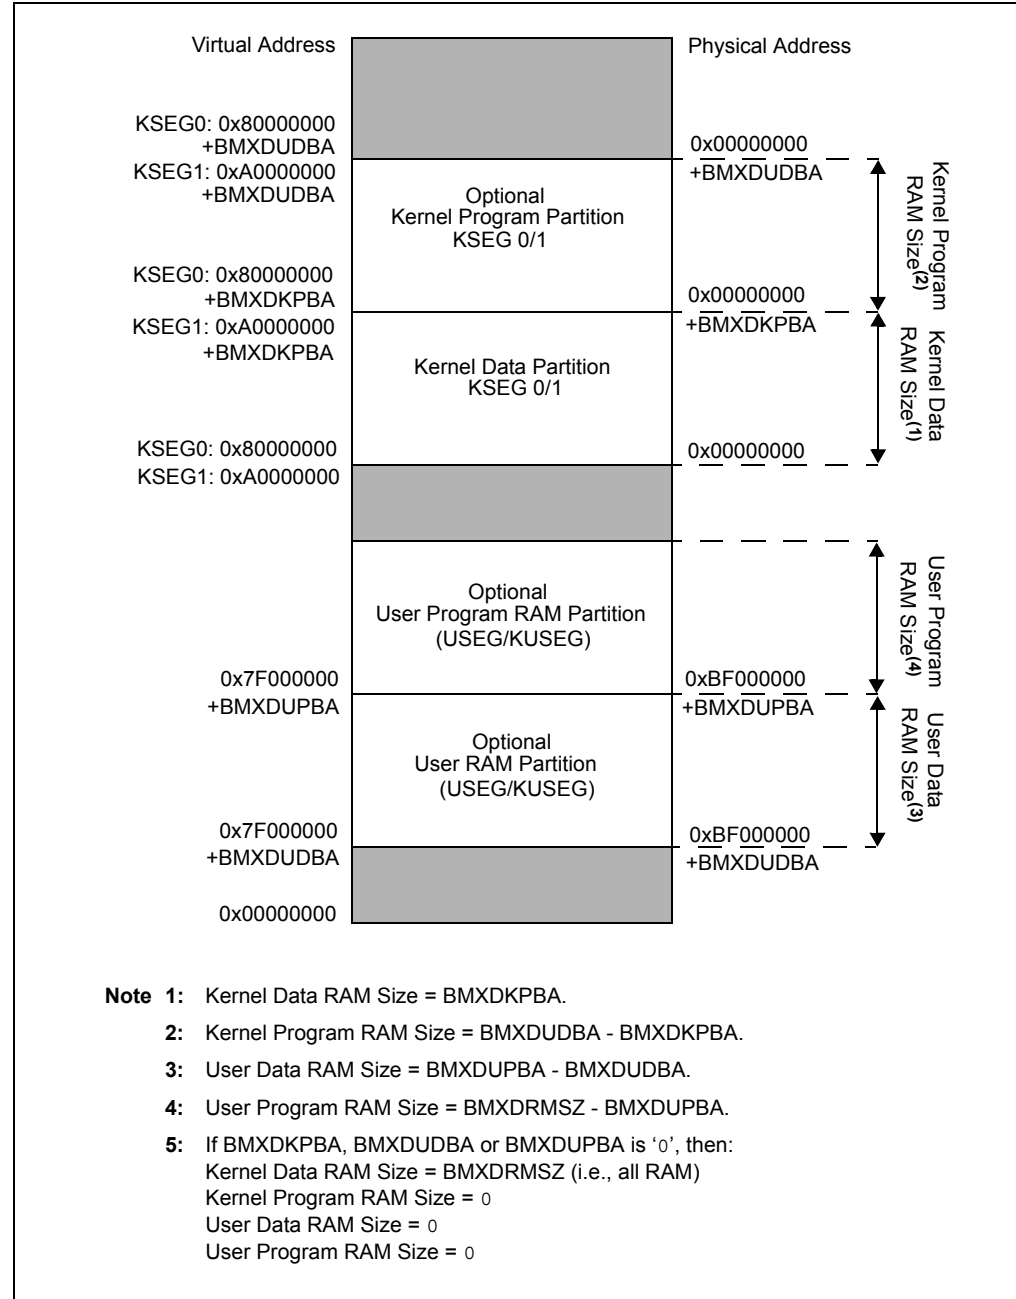 Virtual Address
Physical Address
KSEG0: 0x80000000
+BMXDUDBA
KSEG1: 0xA0000000
+BMXDUDBA
0x00000000
+BMXDUDBA
Optional
Kernel Program Partition
KSEG 0/1
Kernel Program
RAM Size(2)
KSEG0: 0x80000000
+BMXDKPBA
KSEG1: 0xA0000000
+BMXDKPBA
0x00000000
+BMXDKPBA
Kernel Data Partition
KSEG 0/1
Kernel Data
RAM Size(1)
KSEG0: 0x80000000
KSEG1: 0xA0000000
0x00000000
Optional
User Program RAM Partition
(USEG/KUSEG)
User Program
RAM Size(4)
0x7F000000
+BMXDUPBA
0xBF000000
+BMXDUPBA
Optional
User RAM Partition
(USEG/KUSEG)
User Data
RAM Size(3)
0x7F000000
+BMXDUDBA
0xBF000000
+BMXDUDBA
0x00000000
Note 1: Kernel Data RAM Size = BMXDKPBA.
2: Kernel Program RAM Size = BMXDUDBA - BMXDKPBA.
3: User Data RAM Size = BMXDUPBA - BMXDUDBA.
4: User Program RAM Size = BMXDRMSZ - BMXDUPBA.
5: If BMXDKPBA, BMXDUDBA or BMXDUPBA is ‘0’, then:
Kernel Data RAM Size = BMXDRMSZ (i.e., all RAM)
Kernel Program RAM Size = 0
User Data RAM Size = 0
User Program RAM Size = 0